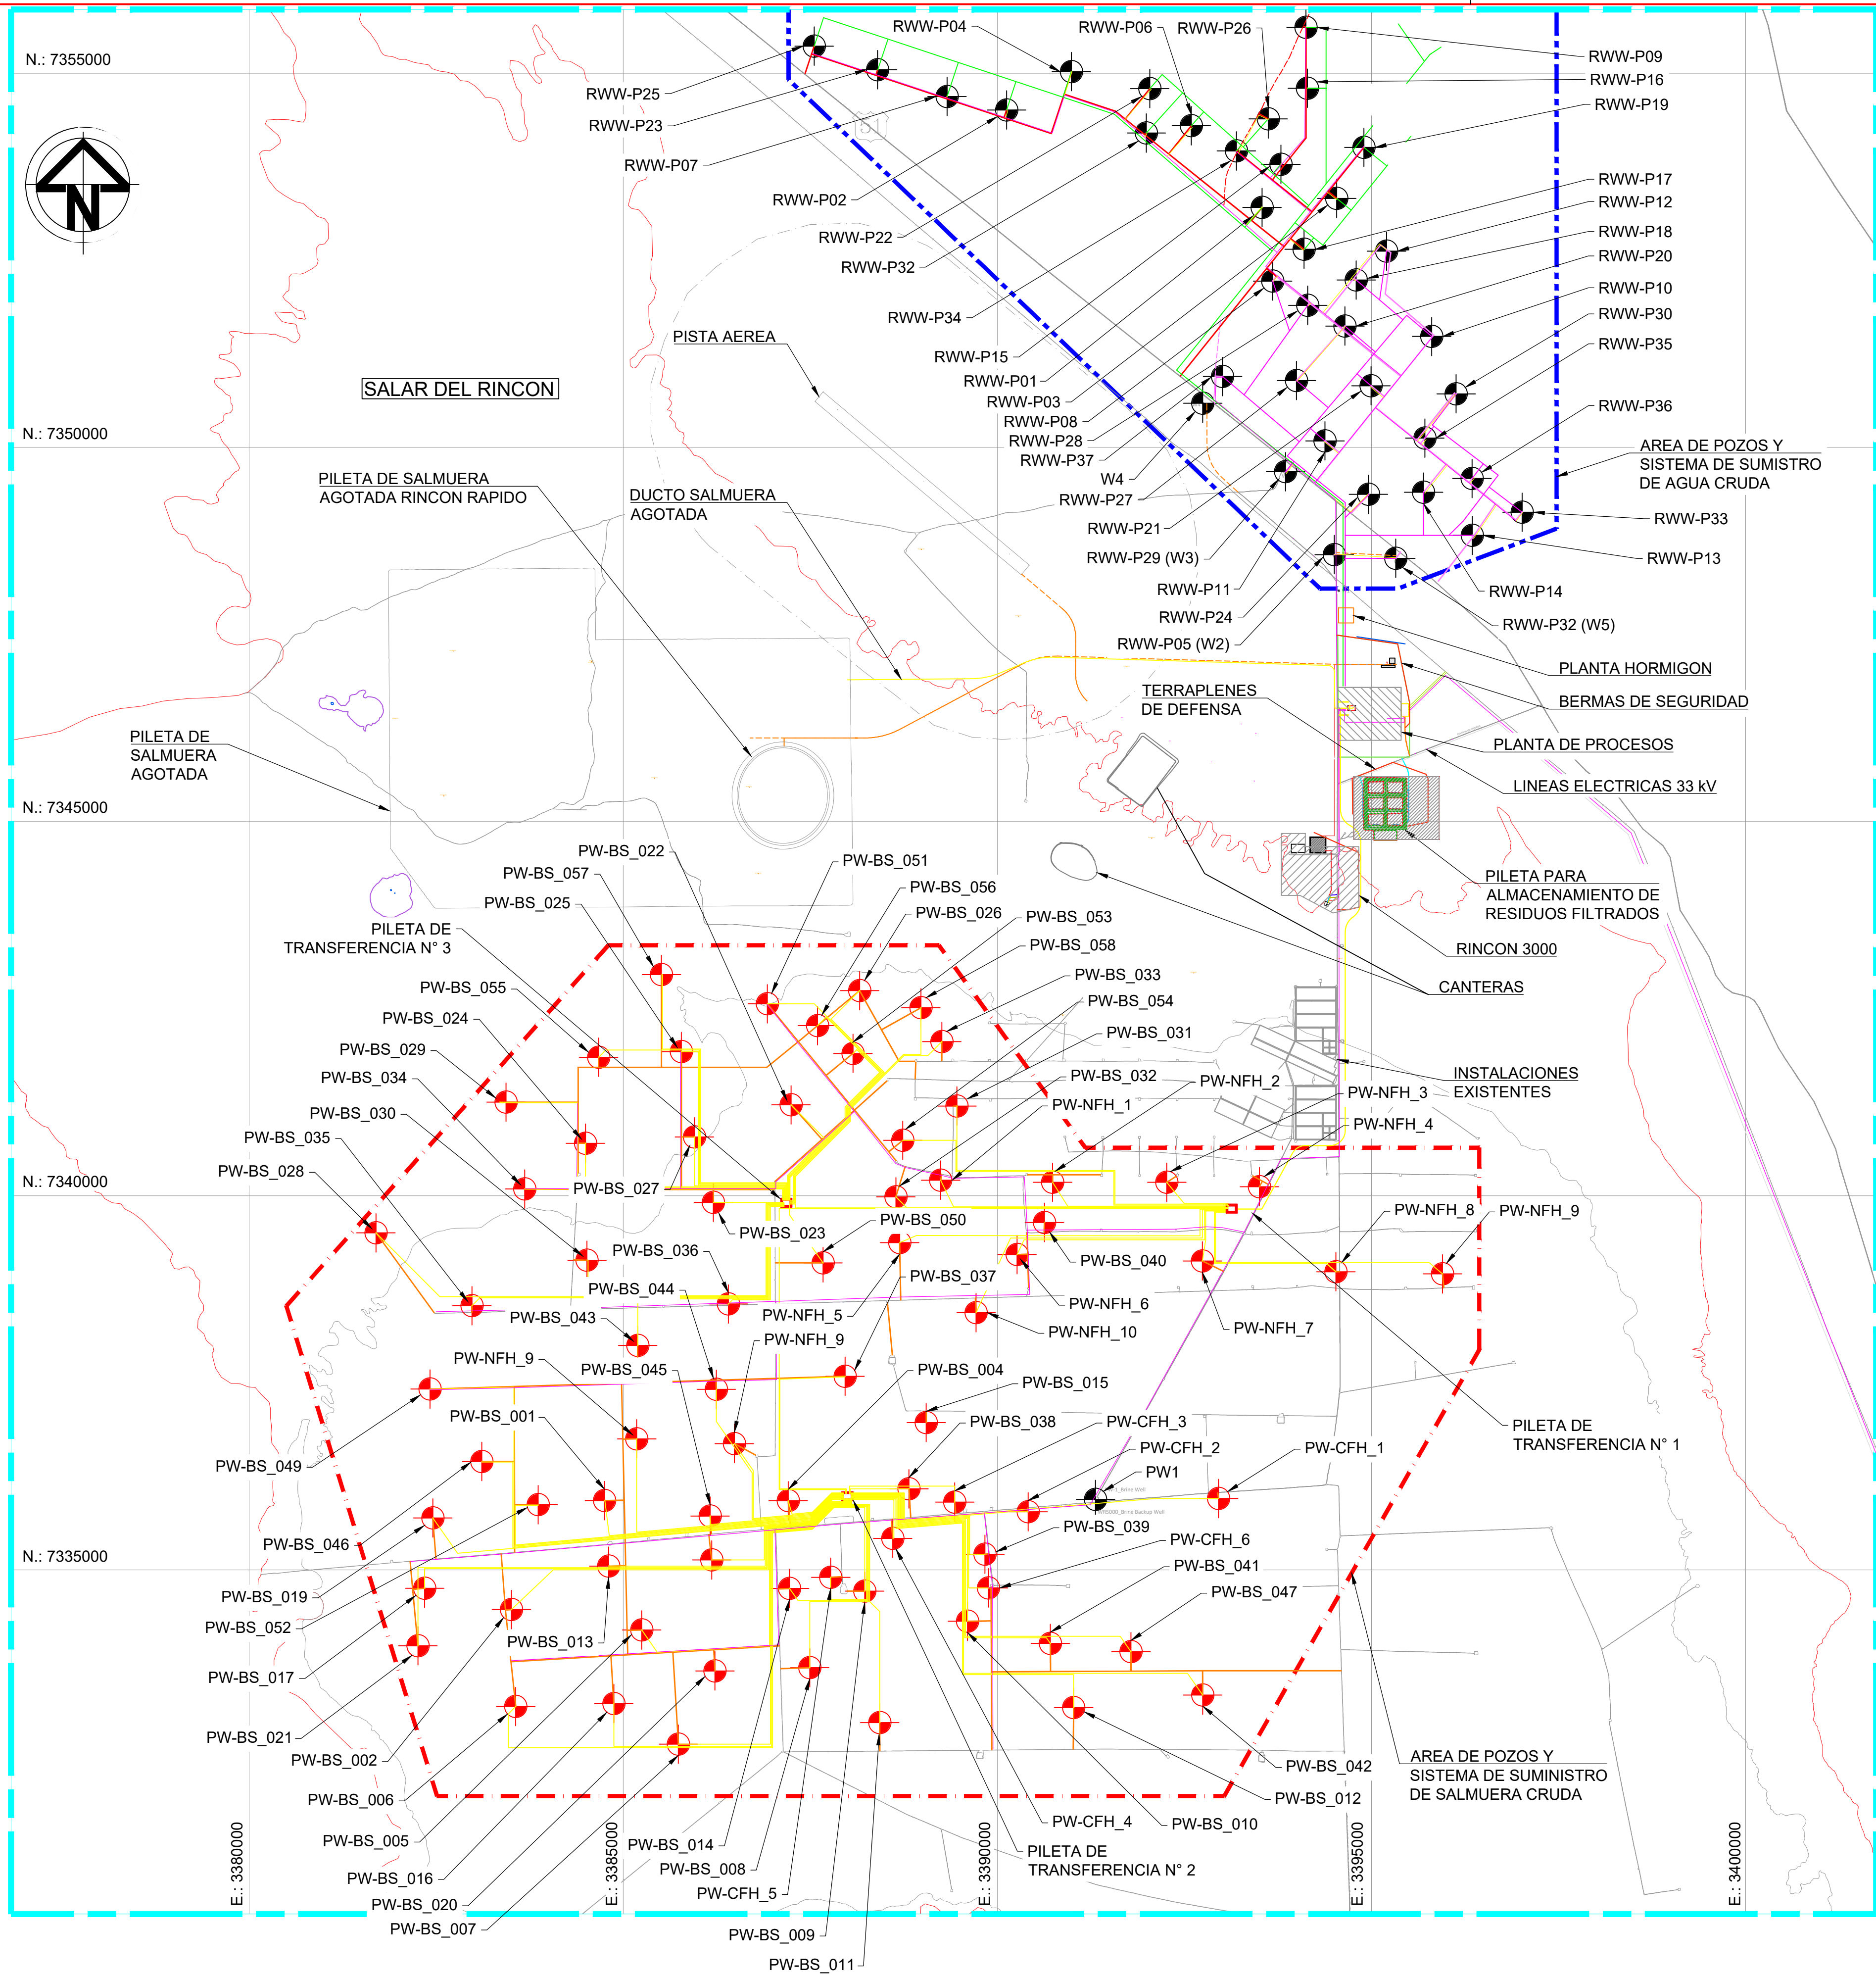 N.: 7355000
RWW-P04
RWW-P06
RWW-P26
RWW-P09
RWW-P16
RWW-P19
RWW-P25
RWW-P23
RWW-P07
RWW-P02
RWW-P22
RWW-P32
RWW-P34
RWW-P15
RWW-P01
RWW-P03
RWW-P08
RWW-P28
RWW-P37
W4
RWW-P27
RWW-P21
RWW-P29 (W3)
RWW-P11
RWW-P24
RWW-P05 (W2)
RWW-P17
RWW-P12
RWW-P18
RWW-P20
RWW-P10
RWW-P30
RWW-P35
RWW-P36
AREA DE POZOS Y
SISTEMA DE SUMISTRO
DE AGUA CRUDA
RWW-P33
RWW-P13
RWW-P14
RWW-P32 (W5)
51
N
PISTA AEREA
SALAR DEL RINCON
N.: 7350000
PILETA DE SALMUERA
AGOTADA RINCON RAPIDO
DUCTO SALMUERA
AGOTADA
PLANTA HORMIGON
BERMAS DE SEGURIDAD
TERRAPLENES
DE DEFENSA
PLANTA DE PROCESOS
LINEAS ELECTRICAS 33 kV
PILETA DE
SALMUERA
AGOTADA
N.: 7345000
PILETA PARA
ALMACENAMIENTO DE
RESIDUOS FILTRADOS
RINCON 3000
CANTERAS
INSTALACIONES
EXISTENTES
PW-BS_022
PW-BS_057
PW-BS_025
PILETA DE
TRANSFERENCIA N° 3
PW-BS_055
PW-BS_024
PW-BS_029
PW-BS_034
PW-BS_030
PW-BS_035
PW-BS_028
PW-BS_051
PW-BS_056
PW-BS_026
PW-BS_053
PW-BS_058
PW-BS_033
PW-BS_054
PW-BS_031
PW-BS_032
PW-NFH_1
PW-NFH_2
PW-NFH_3
PW-NFH_4
N.: 7340000
PW-BS_027
PW-BS_023
PW-BS_050
PW-BS_036
PW-BS_044
PW-BS_043
PW-BS_037
PW-NFH_5
PW-NFH_9
PW-BS_040
PW-NFH_6
PW-NFH_10
PW-NFH_7
PW-NFH_8
PW-NFH_9
PW-NFH_9
PW-BS_045
PW-BS_004
PW-BS_015
PW-BS_001
PW-BS_038
PW-CFH_3
PW-CFH_2
PW1
PW-CFH_1
PILETA DE
TRANSFERENCIA N° 1
PW-BS_049
PW-BS_046
N.: 7335000
PW-BS_039
PW-CFH_6
PW-BS_041
PW-BS_047
PW-BS_019
PW-BS_052
PW-BS_013
PW-BS_017
PW-BS_021
PW-BS_002
PW-BS_006
PW-BS_005
PW-BS_016
PW-BS_020
PW-BS_007
PW-BS_014
PW-BS_008
PW-CFH_5
PW-BS_009
PW-BS_011
PW-CFH_4
PILETA DE
TRANSFERENCIA N° 2
PW-BS_010
PW-BS_012
PW-BS_042
AREA DE POZOS Y
SISTEMA DE SUMINISTRO
DE SALMUERA CRUDA
E.: 3380000
E.: 3385000
E.: 3390000
E.: 3395000
E.: 3400000